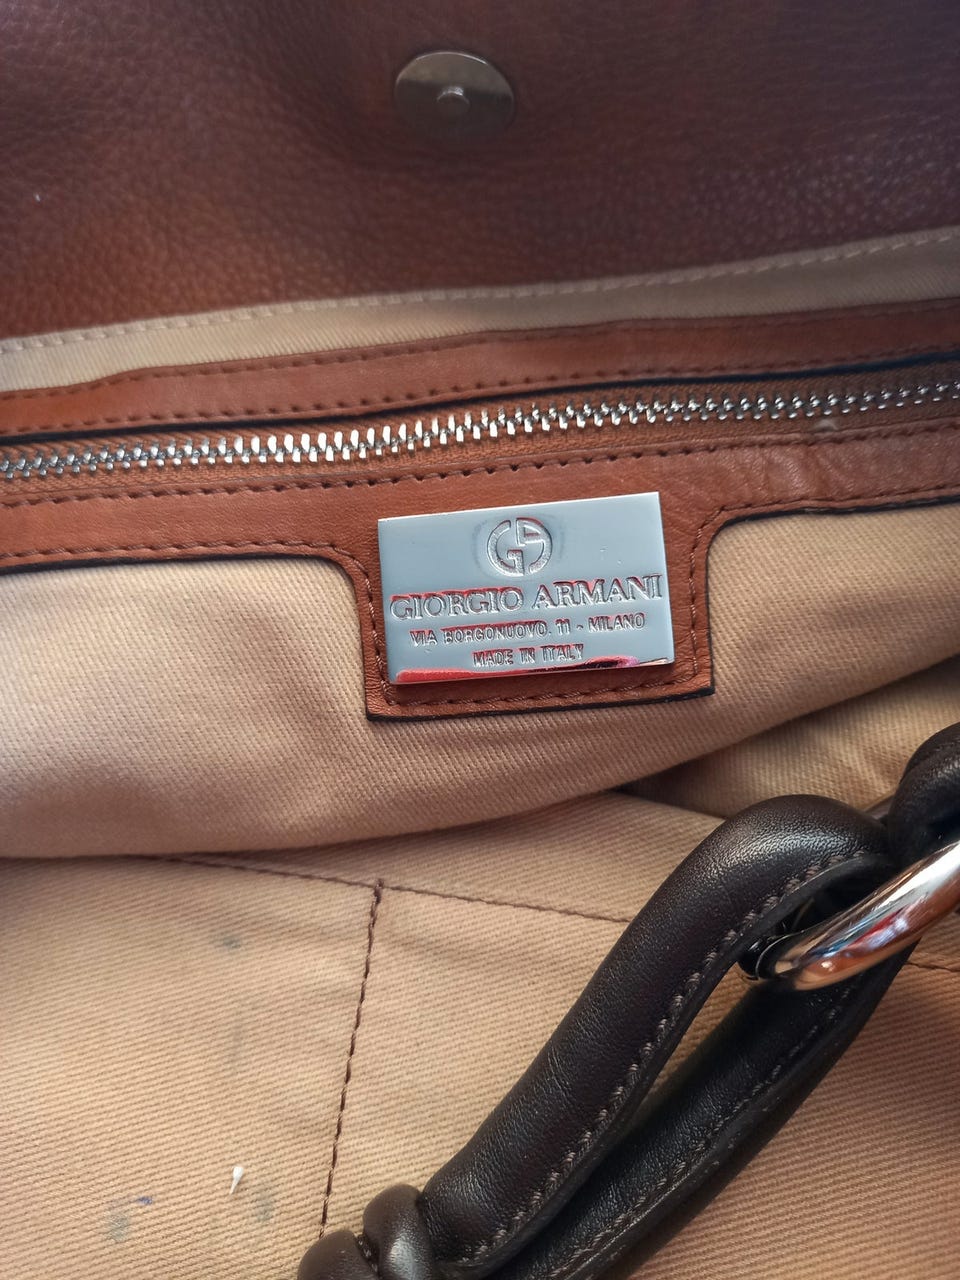 GA
GIORGIO ARMANI
VIA BORGONUOVO. 11 - MILANO
MADE IN ITALY